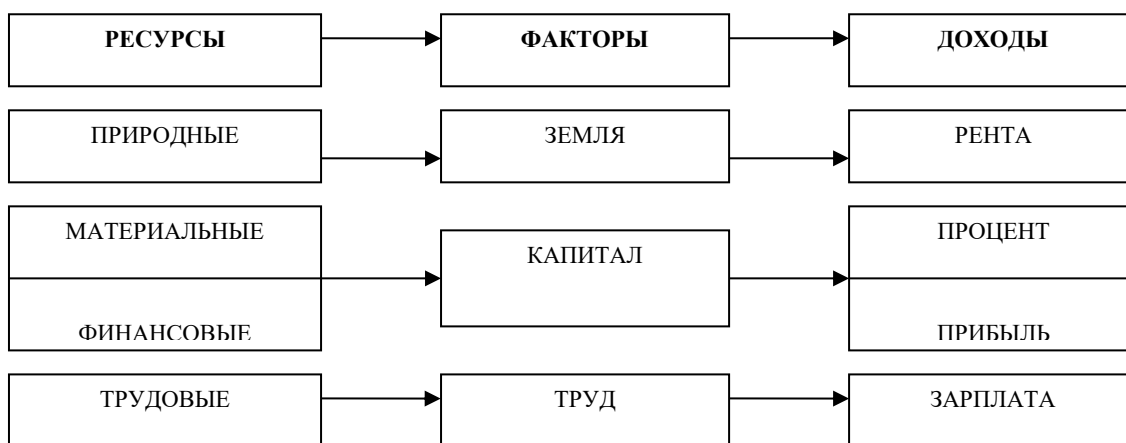 РЕСУРСЫ ФАКТОРЫ ДОХОДЫ
ПРИРОДНЫЕ ЗЕМЛЯ РЕНТА
МАТЕРИАЛЬНЫЕ ПРОЦЕНТ
КАПИТАЛ
ФИНАНСОВЫЕ ПРИБЫЛЬ
ТРУДОВЫЕ ТРУД ЗАРПЛАТА